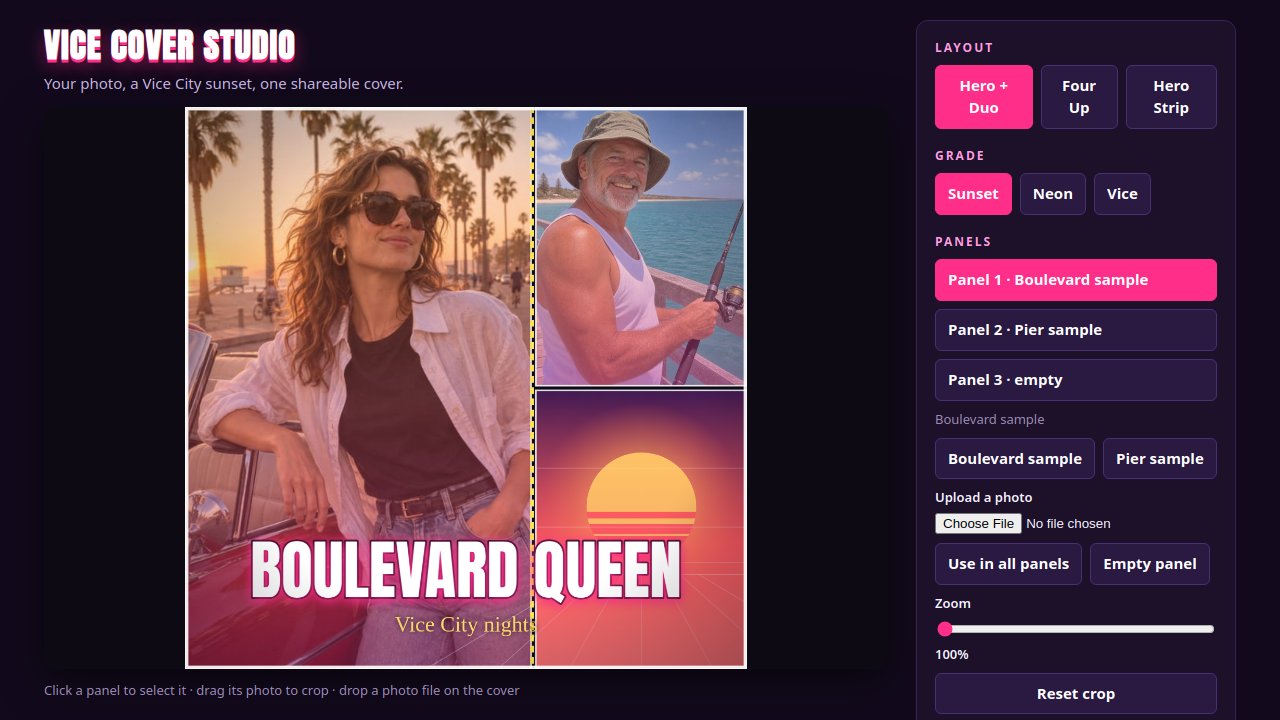 VICE COVER STUDIO
Your photo, a Vice City sunset, one shareable cover.
BOULEVARD QUEEN
Vice City nights
Click a panel to select it · drag its photo to crop · drop a photo file on the cover
LAYOUT
Hero +
Duo
Four
Up
Hero
Strip
GRADE
Sunset
Neon
Vice
PANELS
Panel 1 · Boulevard sample
Panel 2 · Pier sample
Panel 3 · empty
Boulevard sample
Boulevard sample
Pier sample
Upload a photo
Choose File No file chosen
Use in all panels
Empty panel
Zoom
100%
Reset crop